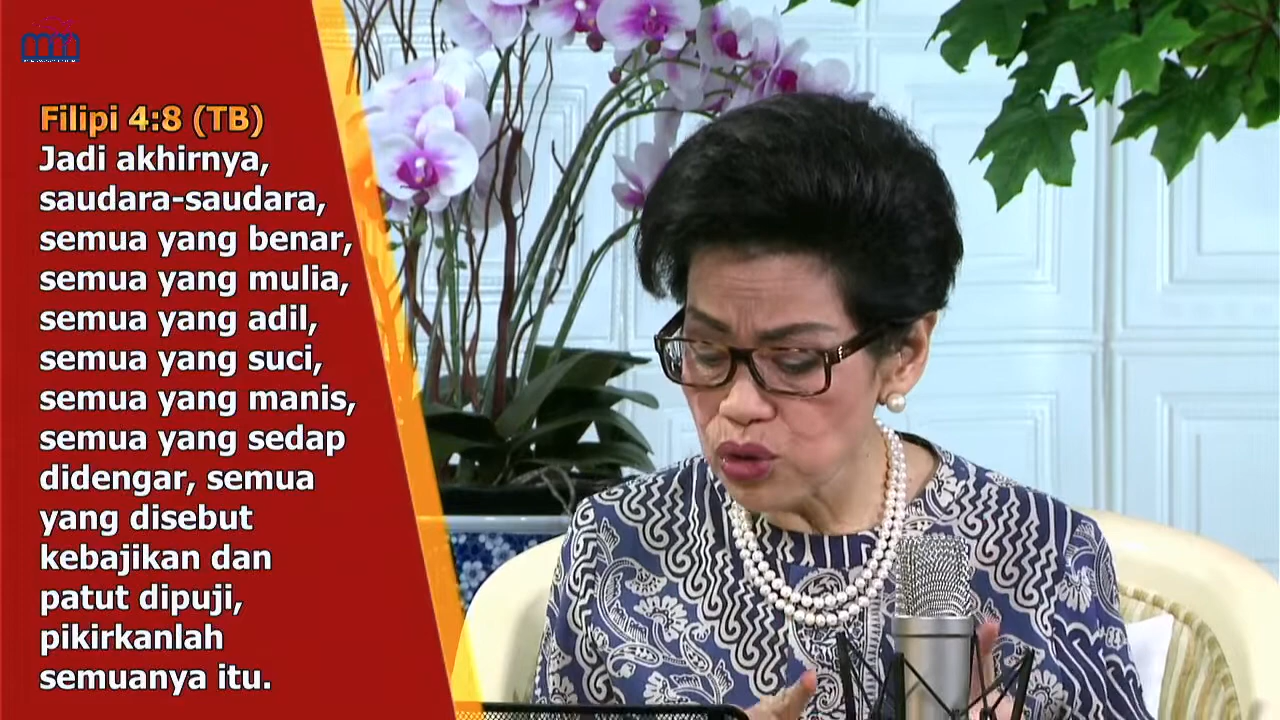 Filipi 4:8 (TB)
Jadi akhirnya,
saudara-saudara,
semua yang benar,
semua yang mulia,
semua yang adil,
semua yang suci,
semua yang manis,
semua yang sedap
didengar, semua
yang disebut
kebajikan dan
patut dipuji,
pikirkanlah
semuanya itu.